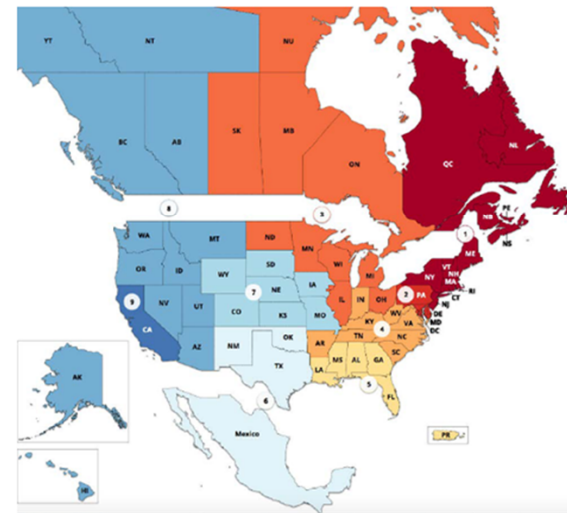 YT
NT
NU
BC
AB
SK
MB
ON
QC
NL
NB
PE
NS
8
3
1
WA
MT
ND
MN
ME
OR
ID
WY
SD
WI
MI
NY
VT
NH
MA
RI
CT
NJ
9
NV
UT
7
NE
IA
IL
IN
OH
2
PA
CO
KS
MO
KY
WV
VA
DE
MD
DC
CA
AZ
NM
OK
AR
TN
4
NC
SC
TX
LA
MS
AL
GA
5
FL
6
AK
Mexico
PR
HI